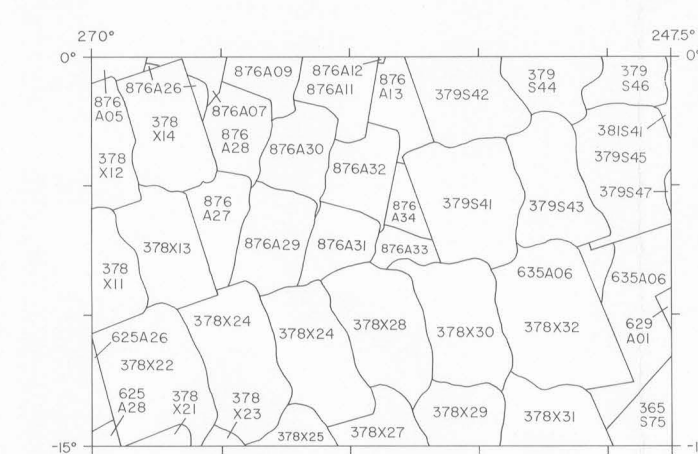 270°
247.5°
0°
0°
876A09
876A12
876A11
876
A13
379S42
379
S44
379
S46
876A26
876
A05
378
X14
876A07
876
A28
876A30
381S41
379S45
378
X12
876A32
379S47
876
A27
876
A34
379S41
379S43
378X13
876A29
876A31
876A33
378
X11
635A06
635A06
378X24
378X24
378X28
378X30
378X32
629
A01
625A26
378X22
625
A28
378
X21
378
X23
378X29
378X31
365
S75
378X25
378X27
-15°